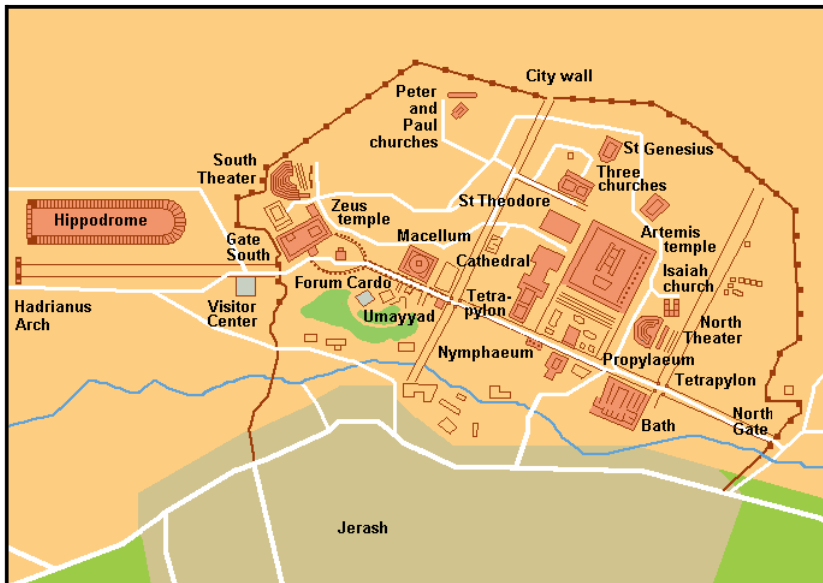 City wall
Peter
and
Paul
churches
St Genesius
Three
churches
South
Theater
St Theodore
Zeus
temple
Hippodrome
Artemis
temple
Macellum
Gate
South
Cathedral
Isaiah
church
Forum Cardo
Tetra-
pylon
Hadrianus
Arch
Visitor
Center
Umayyad
North
Theater
Nymphaeum
Propylaeum
Tetrapylon
North
Gate
Bath
Jerash